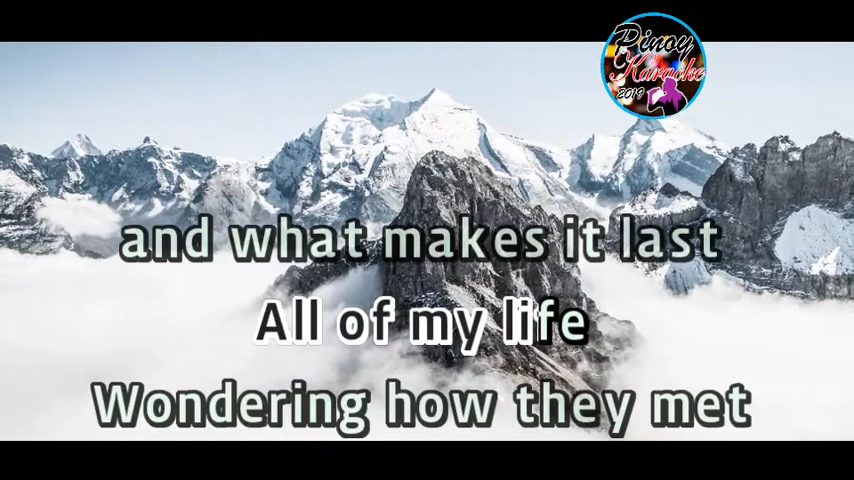 Pinoy
Karaoke
2019
and what makes it last
All of my life
Wondering how they met